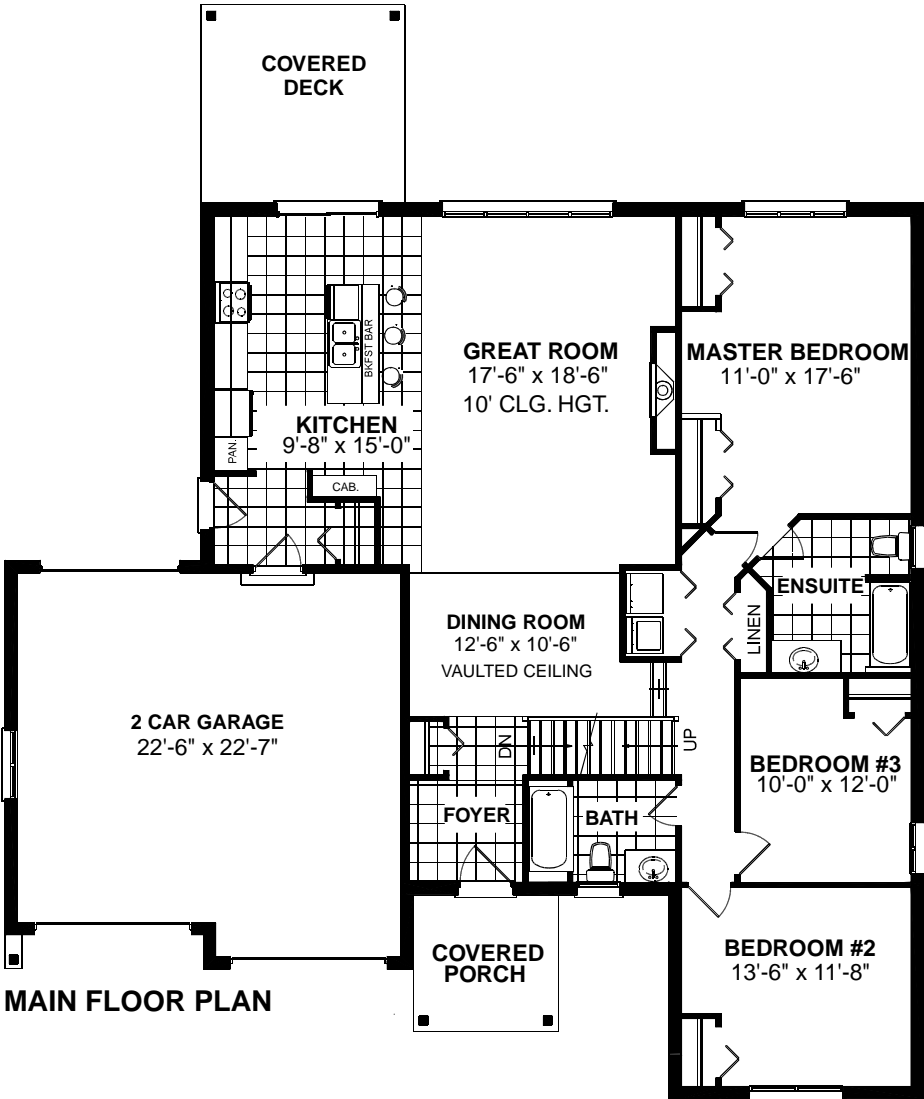 COVERED
DECK
GREAT ROOM
17'-6" x 18'-6"
10' CLG. HGT.
MASTER BEDROOM
11'-0" x 17'-6"
BKFST BAR
KITCHEN
9'-8" x 15'-0"
PAN.
CAB.
ENSUITE
LINEN
DINING ROOM
12'-6" x 10'-6"
VAULTED CEILING
2 CAR GARAGE
22'-6" x 22'-7"
DN
UP
BEDROOM #3
10'-0" x 12'-0"
FOYER
BATH
COVERED
PORCH
BEDROOM #2
13'-6" x 11'-8"
MAIN FLOOR PLAN